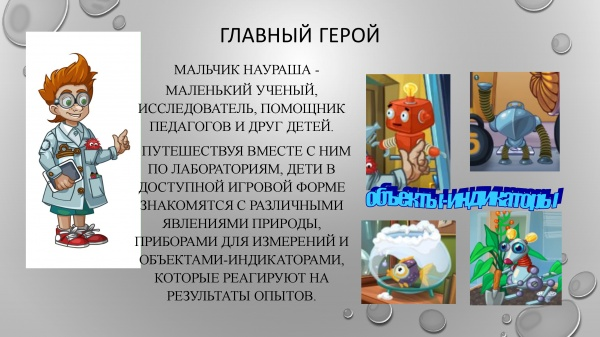 ГЛАВНЫЙ ГЕРОЙ
МАЛЬЧИК НАУРАША -
МАЛЕНЬКИЙ УЧЕНЫЙ,
ИССЛЕДОВАТЕЛЬ, ПОМОЩНИК
ПЕДАГОГОВ И ДРУГ ДЕТЕЙ.
ПУТЕШЕСТВУЯ ВМЕСТЕ С НИМ
ПО ЛАБОРАТОРИЯМ, ДЕТИ В
ДОСТУПНОЙ ИГРОВОЙ ФОРМЕ
ЗНАКОМЯТСЯ С РАЗЛИЧНЫМИ
ЯВЛЕНИЯМИ ПРИРОДЫ,
ПРИБОРАМИ ДЛЯ ИЗМЕРЕНИЙ И
ОБЪЕКТАМИ-ИНДИКАТОРАМИ,
КОТОРЫЕ РЕАГИРУЮТ НА
РЕЗУЛЬТАТЫ ОПЫТОВ.
объекты-индикаторы